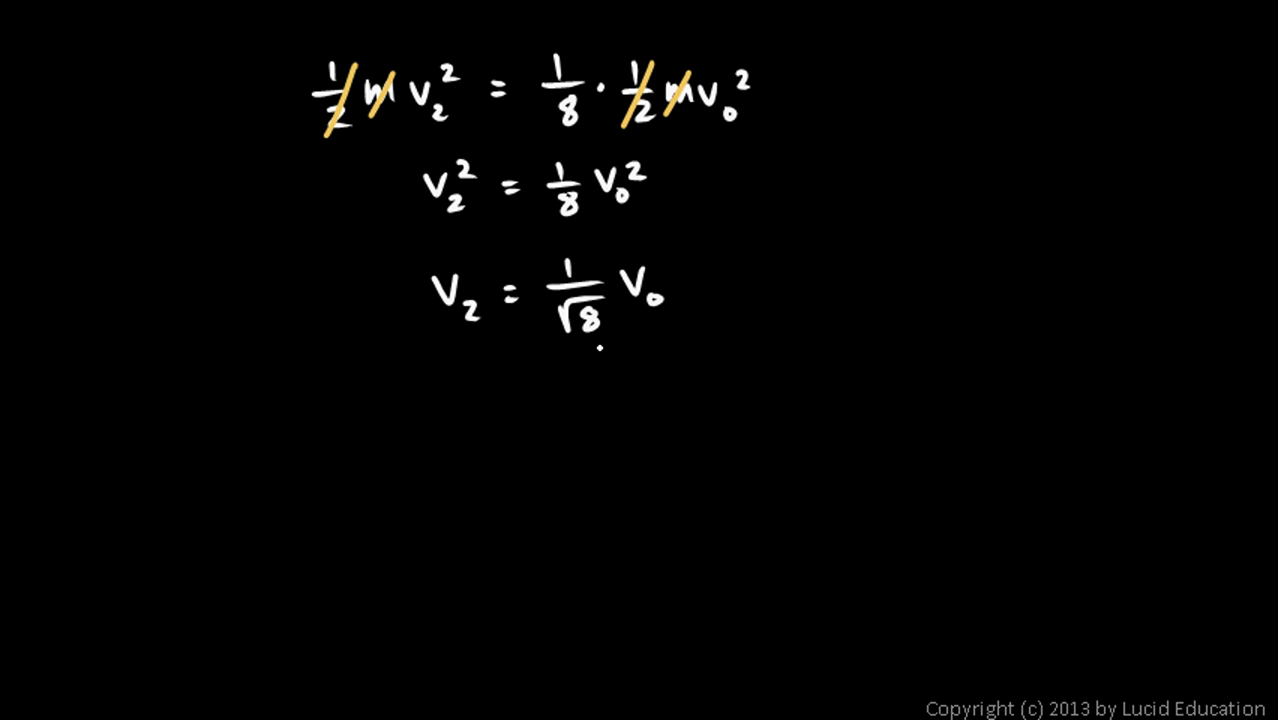 ½ m v₂² = 1/8 · ½ m v₀²
v₂² = 1/8 v₀²
v₂ = 1/√8 v₀
Copyright (c) 2013 by Lucid Education